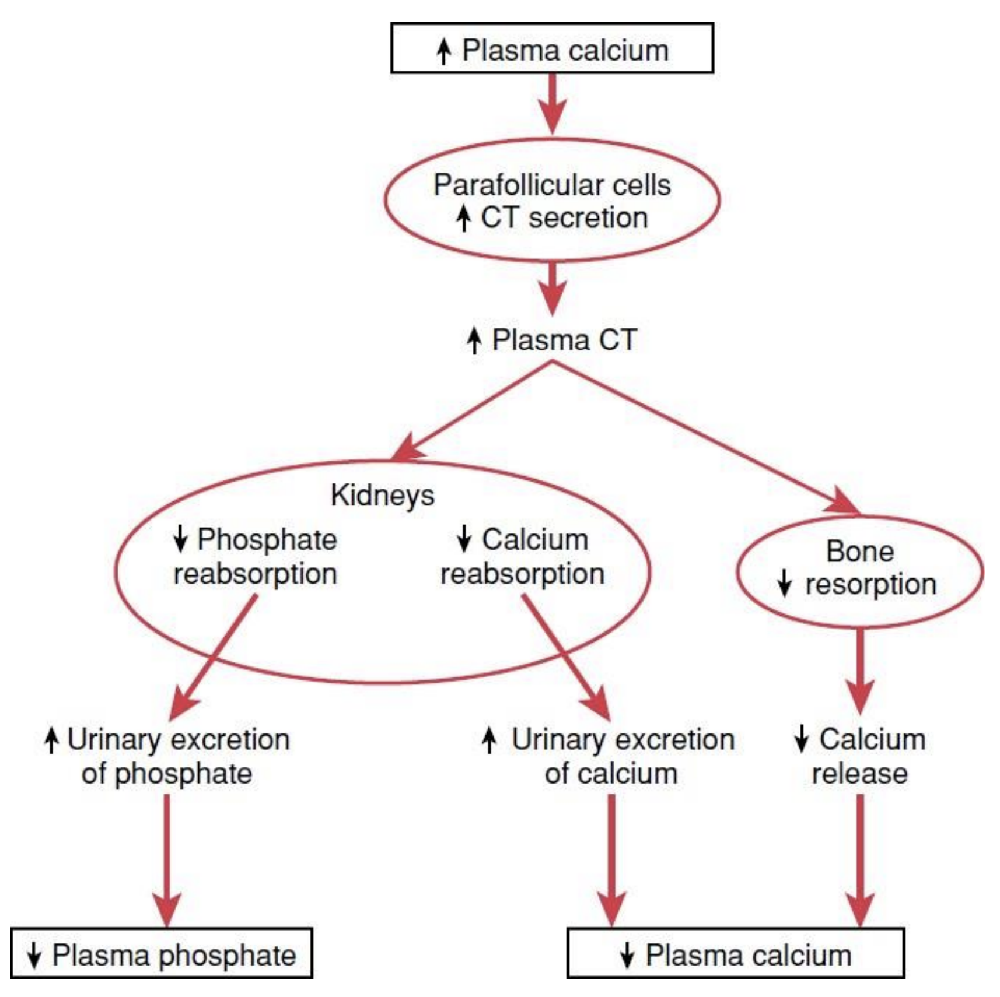 ↑ Plasma calcium
Parafollicular cells
↑ CT secretion
↑ Plasma CT
Kidneys
↓ Phosphate
reabsorption
↓ Calcium
reabsorption
Bone
↓ resorption
↑ Urinary excretion
of phosphate
↑ Urinary excretion
of calcium
↓ Calcium
release
↓ Plasma phosphate
↓ Plasma calcium